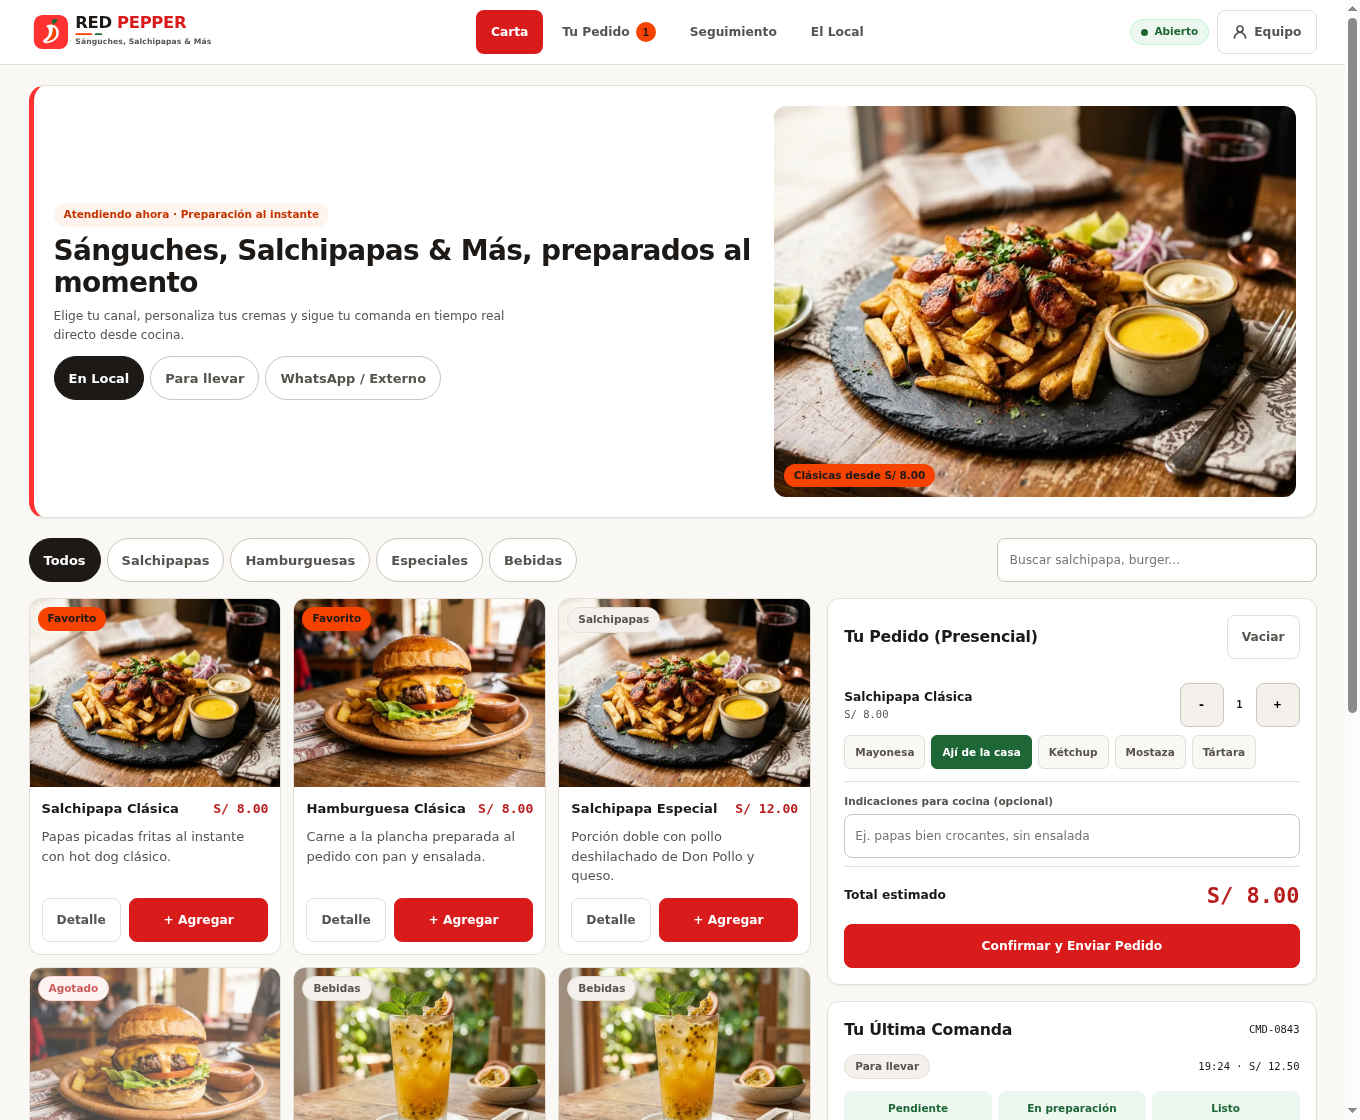 RED PEPPER
Sánguches, Salchipapas & Más
Carta
Tu Pedido 1
Seguimiento
El Local
Abierto
Equipo
Atendiendo ahora · Preparación al instante
Sánguches, Salchipapas & Más, preparados al
momento
Elige tu canal, personaliza tus cremas y sigue tu comanda en tiempo real
directo desde cocina.
En Local
Para llevar
WhatsApp / Externo
Clásicas desde S/ 8.00
Todos
Salchipapas
Hamburguesas
Especiales
Bebidas
Buscar salchipapa, burger...
Favorito
Salchipapa Clásica S/ 8.00
Papas picadas fritas al instante
con hot dog clásico.
Detalle
+ Agregar
Favorito
Hamburguesa Clásica S/ 8.00
Carne a la plancha preparada al
pedido con pan y ensalada.
Detalle
+ Agregar
Salchipapas
Salchipapa Especial S/ 12.00
Porción doble con pollo
deshilachado de Don Pollo y
queso.
Detalle
+ Agregar
Agotado
Bebidas
Bebidas
Tu Pedido (Presencial)
Vaciar
Salchipapa Clásica
S/ 8.00
- 1 +
Mayonesa
Ají de la casa
Kétchup
Mostaza
Tártara
Indicaciones para cocina (opcional)
Ej. papas bien crocantes, sin ensalada
Total estimado S/ 8.00
Confirmar y Enviar Pedido
Tu Última Comanda CMD-0843
Para llevar 19:24 · S/ 12.50
Pendiente
En preparación
Listo